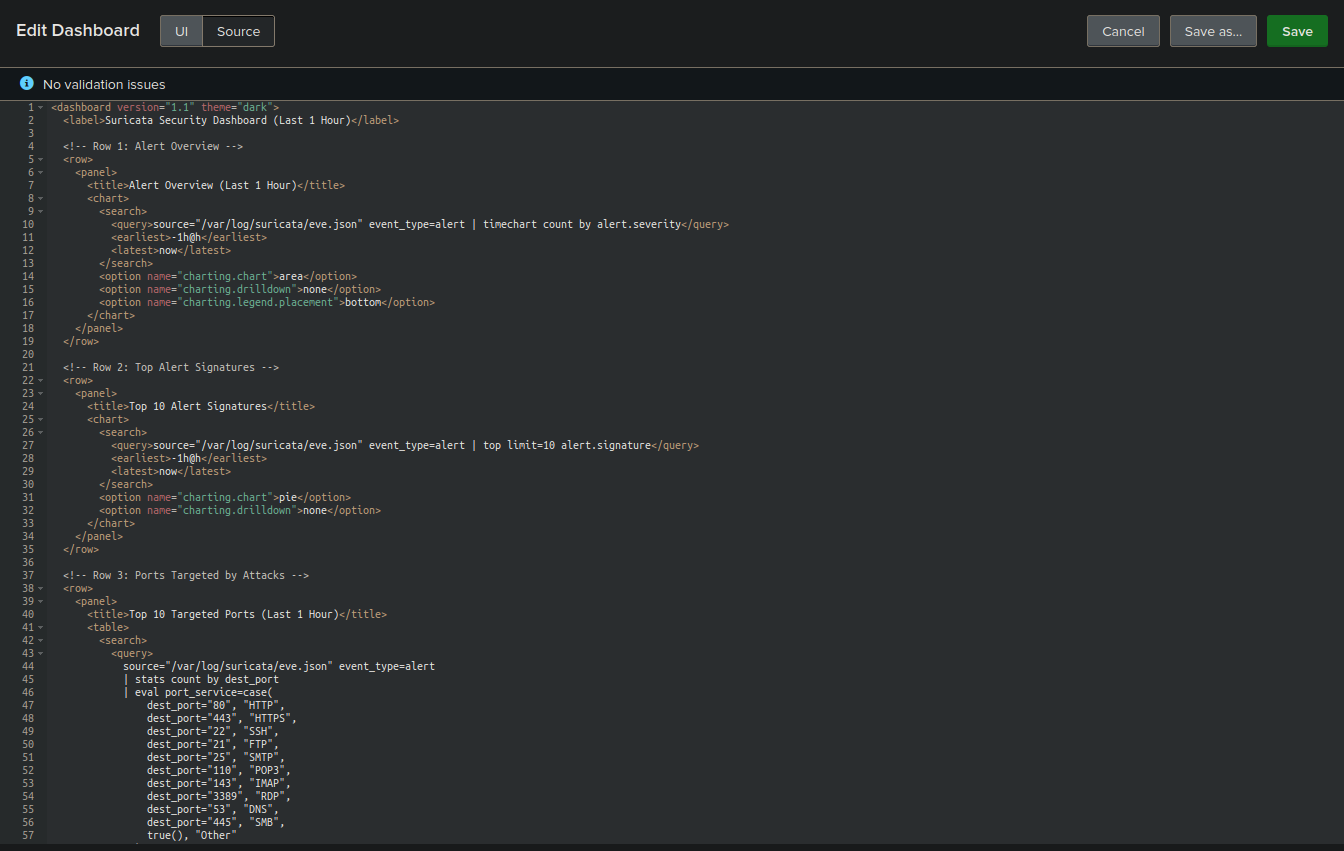 Edit Dashboard
UI
Source
Cancel
Save as...
Save
No validation issues
1 <dashboard version="1.1" theme="dark">
2   <label>Suricata Security Dashboard (Last 1 Hour)</label>
3
4   <!-- Row 1: Alert Overview -->
5   <row>
6     <panel>
7       <title>Alert Overview (Last 1 Hour)</title>
8       <chart>
9         <search>
10           <query>source="/var/log/suricata/eve.json" event_type=alert | timechart count by alert.severity</query>
11           <earliest>-1h@h</earliest>
12           <latest>now</latest>
13         </search>
14         <option name="charting.chart">area</option>
15         <option name="charting.drilldown">none</option>
16         <option name="charting.legend.placement">bottom</option>
17       </chart>
18     </panel>
19   </row>
20
21   <!-- Row 2: Top Alert Signatures -->
22   <row>
23     <panel>
24       <title>Top 10 Alert Signatures</title>
25       <chart>
26         <search>
27           <query>source="/var/log/suricata/eve.json" event_type=alert | top limit=10 alert.signature</query>
28           <earliest>-1h@h</earliest>
29           <latest>now</latest>
30         </search>
31         <option name="charting.chart">pie</option>
32         <option name="charting.drilldown">none</option>
33       </chart>
34     </panel>
35   </row>
36
37   <!-- Row 3: Ports Targeted by Attacks -->
38   <row>
39     <panel>
40       <title>Top 10 Targeted Ports (Last 1 Hour)</title>
41       <table>
42         <search>
43           <query>
44             source="/var/log/suricata/eve.json" event_type=alert
45             | stats count by dest_port
46             | eval port_service=case(
47                 dest_port="80", "HTTP",
48                 dest_port="443", "HTTPS",
49                 dest_port="22", "SSH",
50                 dest_port="21", "FTP",
51                 dest_port="25", "SMTP",
52                 dest_port="110", "POP3",
53                 dest_port="143", "IMAP",
54                 dest_port="3389", "RDP",
55                 dest_port="53", "DNS",
56                 dest_port="445", "SMB",
57                 true(), "Other"